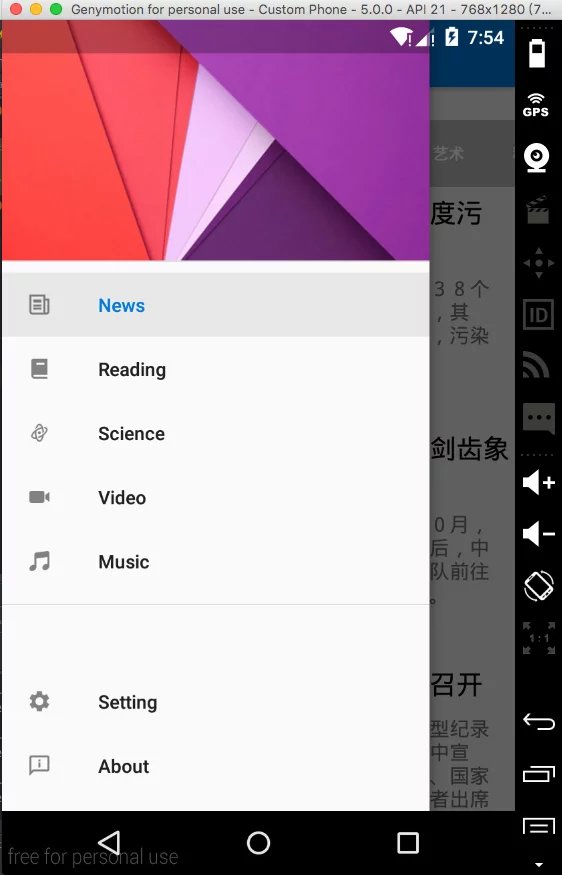 Genymotion for personal use - Custom Phone - 5.0.0 - API 21 - 768x1280 (7...
7:54
GPS
艺术
度污
３８个
，其
，污染
News
Reading
ID
Science
剑齿象
Video
０月，
后，中
队前往
。
Music
1:1
召开
Setting
型纪录
中宣
、国家
者出席
About
free for personal use